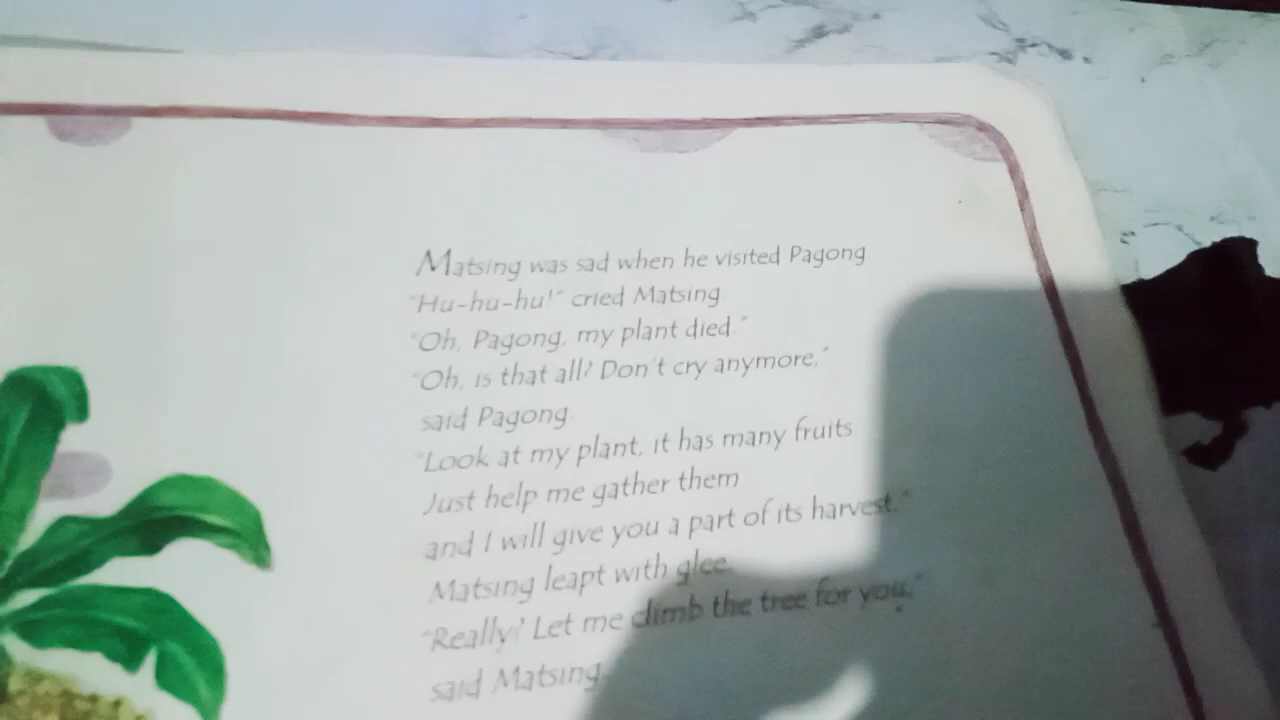 Matsing was sad when he visited Pagong.
"Hu-hu-hu!" cried Matsing
"Oh, Pagong, my plant died."
"Oh, is that all? Don't cry anymore,"
said Pagong.
"Look at my plant, it has many fruits.
Just help me gather them
and I will give you a part of its harvest."
Matsing leapt with glee.
"Really? Let me climb the tree for you,"
said Matsing.